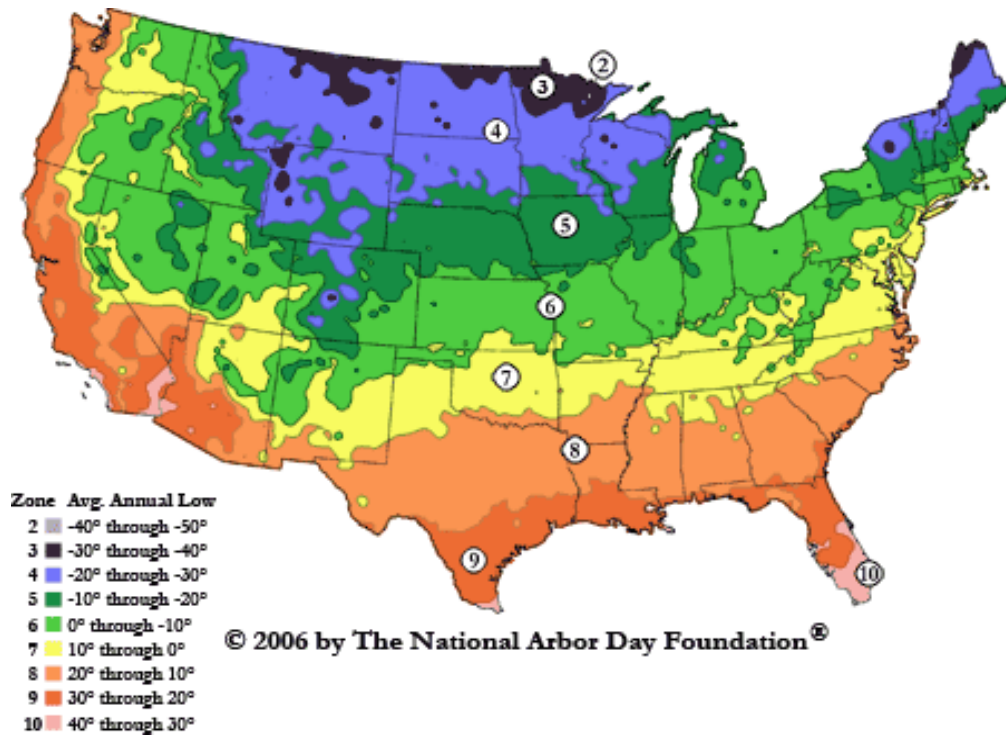 2
3
4
5
6
7
8
9
10
Zone Avg. Annual Low
2 -40° through -50°
3 -30° through -40°
4 -20° through -30°
5 -10° through -20°
6 0° through -10°
7 10° through 0°
8 20° through 10°
9 30° through 20°
10 40° through 30°
© 2006 by The National Arbor Day Foundation®